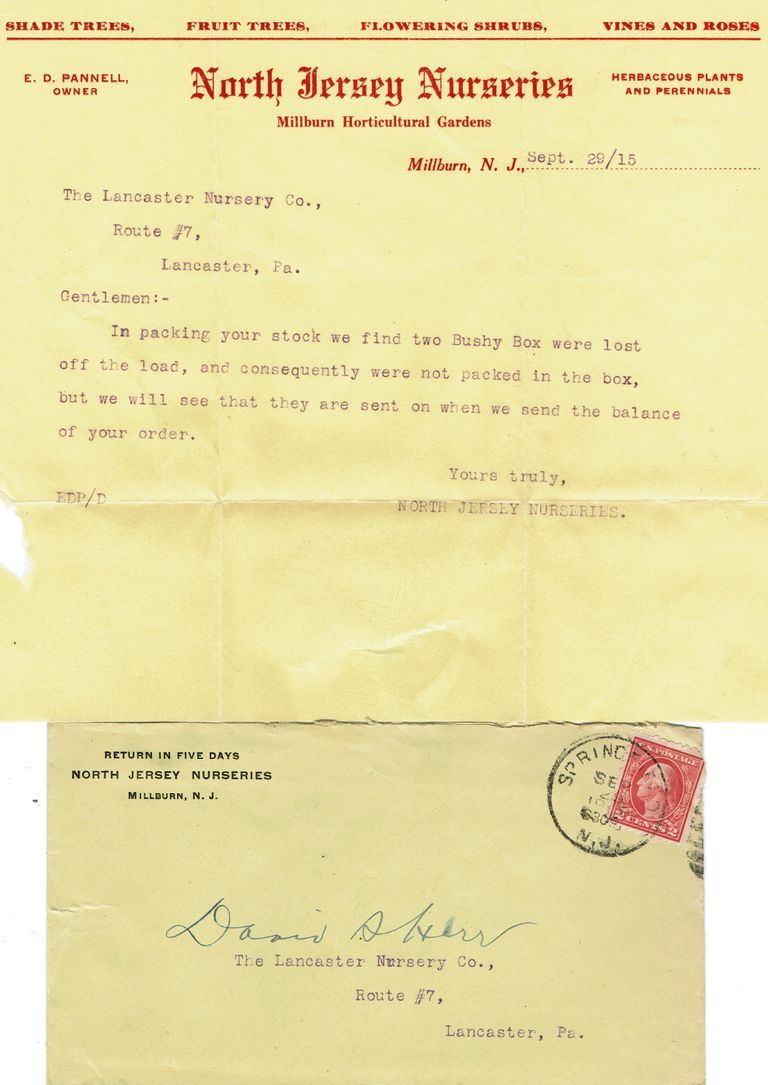 SHADE TREES, FRUIT TREES, FLOWERING SHRUBS, VINES AND ROSES
E. D. PANNELL,
OWNER
North Jersey Nurseries
HERBACEOUS PLANTS
AND PERENNIALS
Millburn Horticultural Gardens
Millburn, N. J., Sept. 29/15
The Lancaster Nursery Co.,
Route #7,
Lancaster, Pa.
Gentlemen:-
In packing your stock we find two Bushy Box were lost
off the load, and consequently were not packed in the box,
but we will see that they are sent on when we send the balance
of your order.
Yours truly,
EDP/D
NORTH JERSEY NURSERIES.
RETURN IN FIVE DAYS
NORTH JERSEY NURSERIES
MILLBURN, N. J.
N.J.
U.S. POSTAGE
2 CENTS 2
David S Herr
The Lancaster Nursery Co.,
Route #7,
Lancaster, Pa.